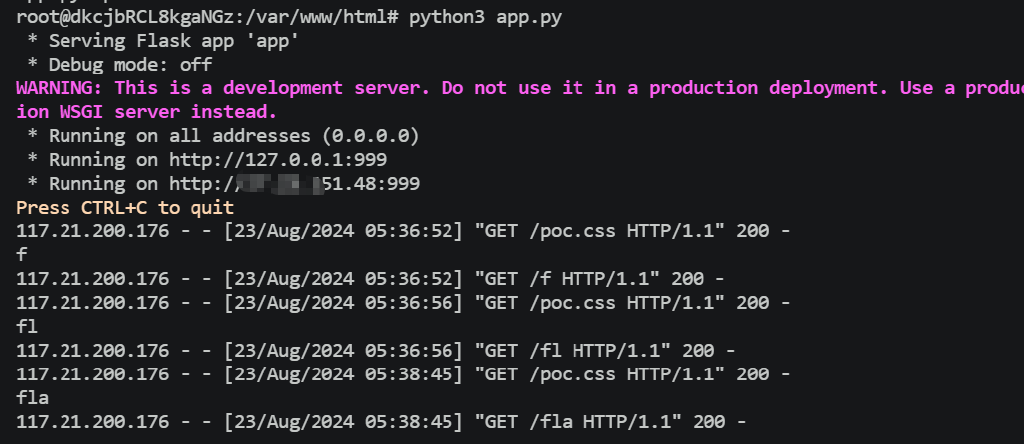 root@dkcjbRCL8kgaNGz:/var/www/html# python3 app.py
 * Serving Flask app 'app'
 * Debug mode: off
WARNING: This is a development server. Do not use it in a production deployment. Use a produc
ion WSGI server instead.
 * Running on all addresses (0.0.0.0)
 * Running on http://127.0.0.1:999
 * Running on http:/51.48:999
Press CTRL+C to quit
117.21.200.176 - - [23/Aug/2024 05:36:52] "GET /poc.css HTTP/1.1" 200 -
f
117.21.200.176 - - [23/Aug/2024 05:36:52] "GET /f HTTP/1.1" 200 -
117.21.200.176 - - [23/Aug/2024 05:36:56] "GET /poc.css HTTP/1.1" 200 -
fl
117.21.200.176 - - [23/Aug/2024 05:36:56] "GET /fl HTTP/1.1" 200 -
117.21.200.176 - - [23/Aug/2024 05:38:45] "GET /poc.css HTTP/1.1" 200 -
fla
117.21.200.176 - - [23/Aug/2024 05:38:45] "GET /fla HTTP/1.1" 200 -